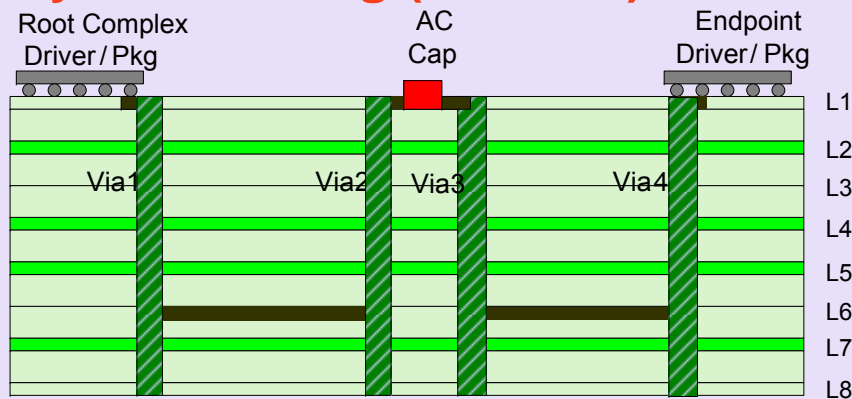 Root Complex
Driver/Pkg
AC
Cap
Endpoint
Driver/Pkg
L1
L2
Via1
Via2
Via3
Via4
L3
L4
L5
L6
L7
L8